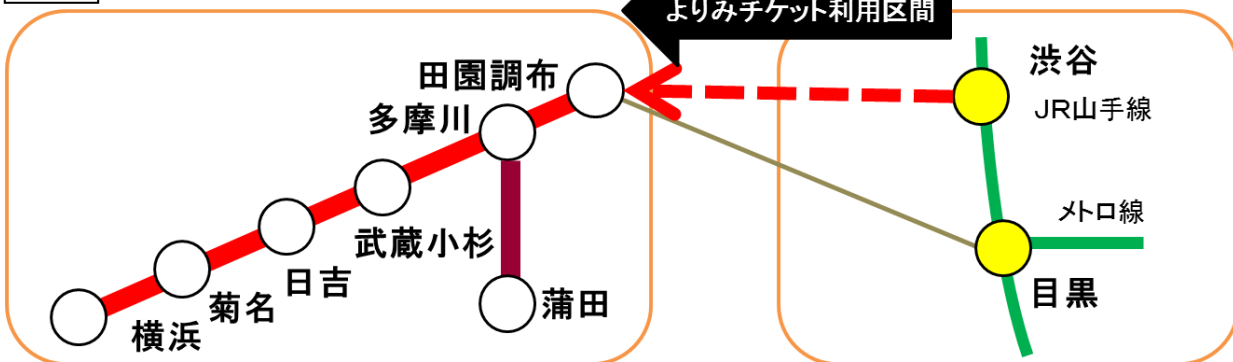 よりみチケット利用区間
田園調布
多摩川
武蔵小杉
日吉
菊名
横浜
蒲田
渋谷
JR山手線
メトロ線
目黒